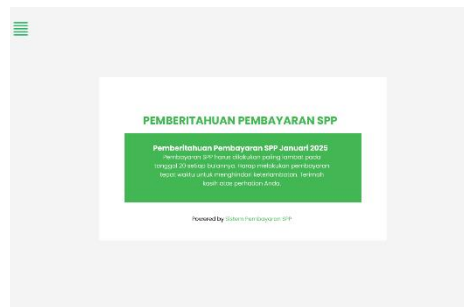 PEMBERITAHUAN PEMBAYARAN SPP
Pemberitahuan Pembayaran SPP Januari 2025
Pembayaran SPP harus dilakukan paling lambat pada
tanggal 20 setiap bulannya. Harap melakukan pembayaran
tepat waktu untuk menghindari keterlambatan. Terimah
kasih atas perhatian Anda.
Powered by Sistem Pembayaran SPP